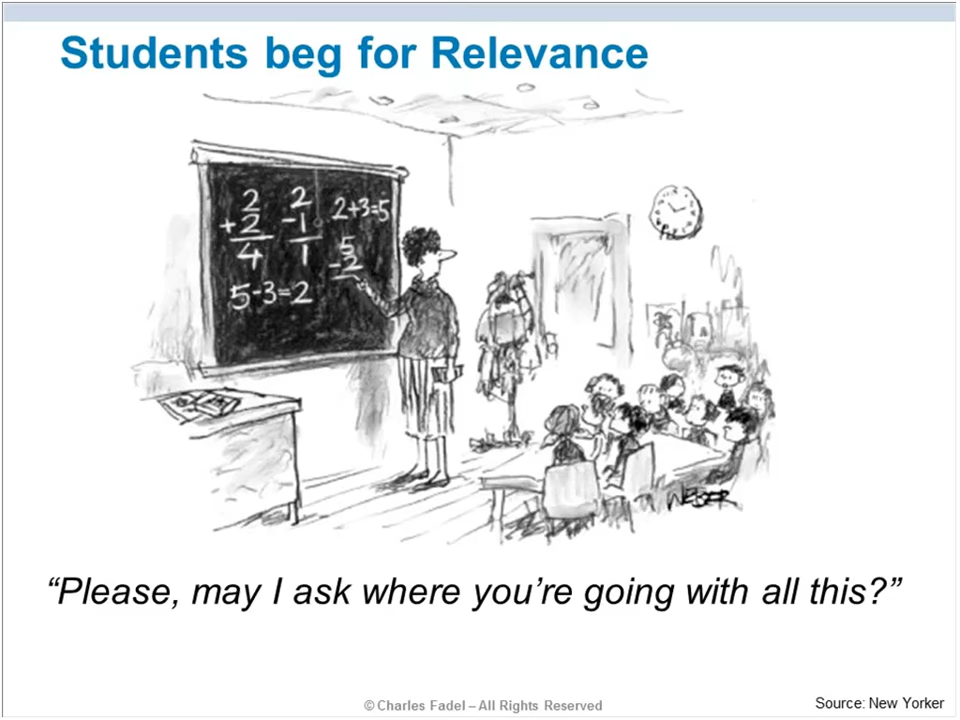 Students beg for Relevance
2
+2
4
2
-1
1
2+3=5
5
-2
5-3=2
WEBER
“Please, may I ask where you’re going with all this?”
© Charles Fadel – All Rights Reserved
Source: New Yorker